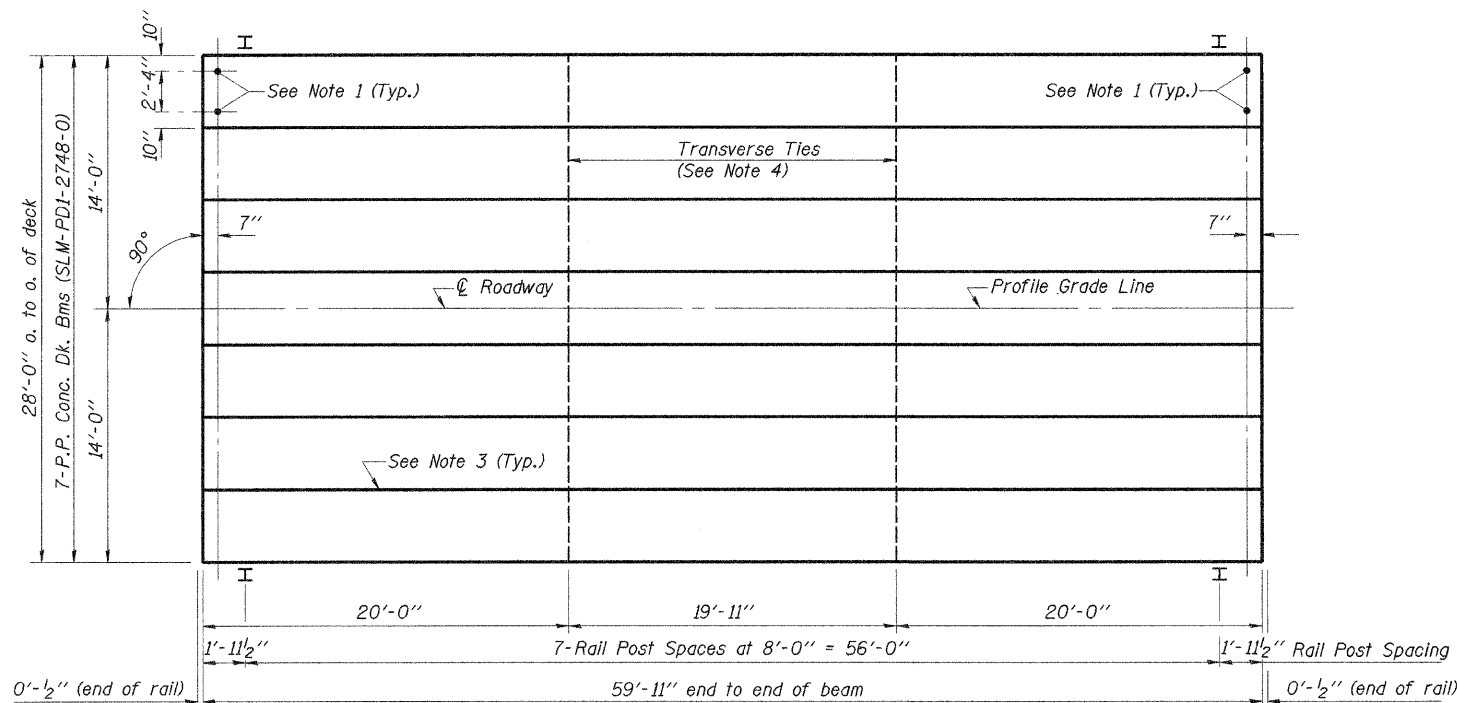 10''
2'-4''
10''
See Note 1 (Typ.)
See Note 1 (Typ.)
Transverse Ties
(See Note 4)
28'-0'' o. to o. of deck
7-P.P. Conc. Dk. Bms (SLM-PD1-2748-0)
14'-0''
14'-0''
90°
7''
7''
℄ Roadway
Profile Grade Line
See Note 3 (Typ.)
20'-0''
19'-11''
20'-0''
1'-11½''
7-Rail Post Spaces at 8'-0'' = 56'-0''
1'-11½'' Rail Post Spacing
0'-½'' (end of rail)
59'-11'' end to end of beam
0'-½'' (end of rail)